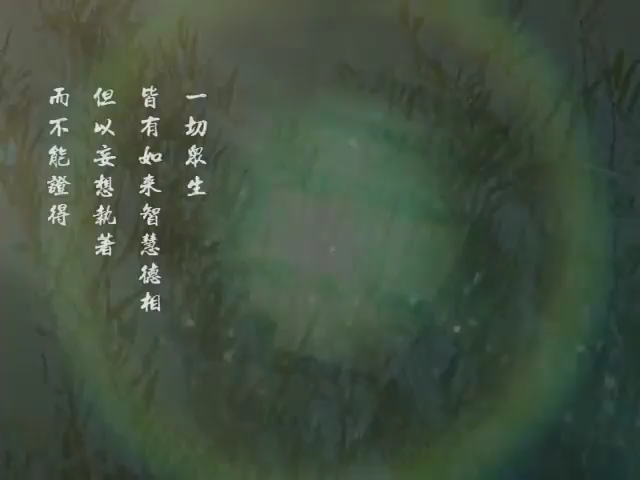 一切眾生
皆有如来智慧德相
但以妄想執著
而不能證得